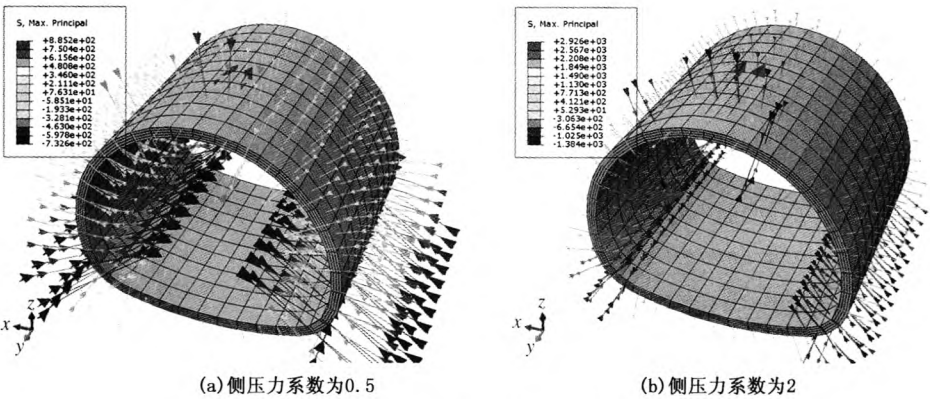 S, Max. Principal
+8.852e+02
+7.504e+02
+6.156e+02
+4.808e+02
+3.460e+02
+2.111e+02
+7.631e+01
-5.851e+01
-1.933e+02
-3.281e+02
-4.630e+02
-5.978e+02
-7.326e+02
x
y
z
(a)侧压力系数为0.5
S, Max. Principal
+2.926e+03
+2.567e+03
+2.208e+03
+1.849e+03
+1.490e+03
+1.130e+03
+7.713e+02
+4.121e+02
+5.293e+01
-3.063e+02
-6.654e+02
-1.025e+03
-1.384e+03
x
y
z
(b)侧压力系数为2